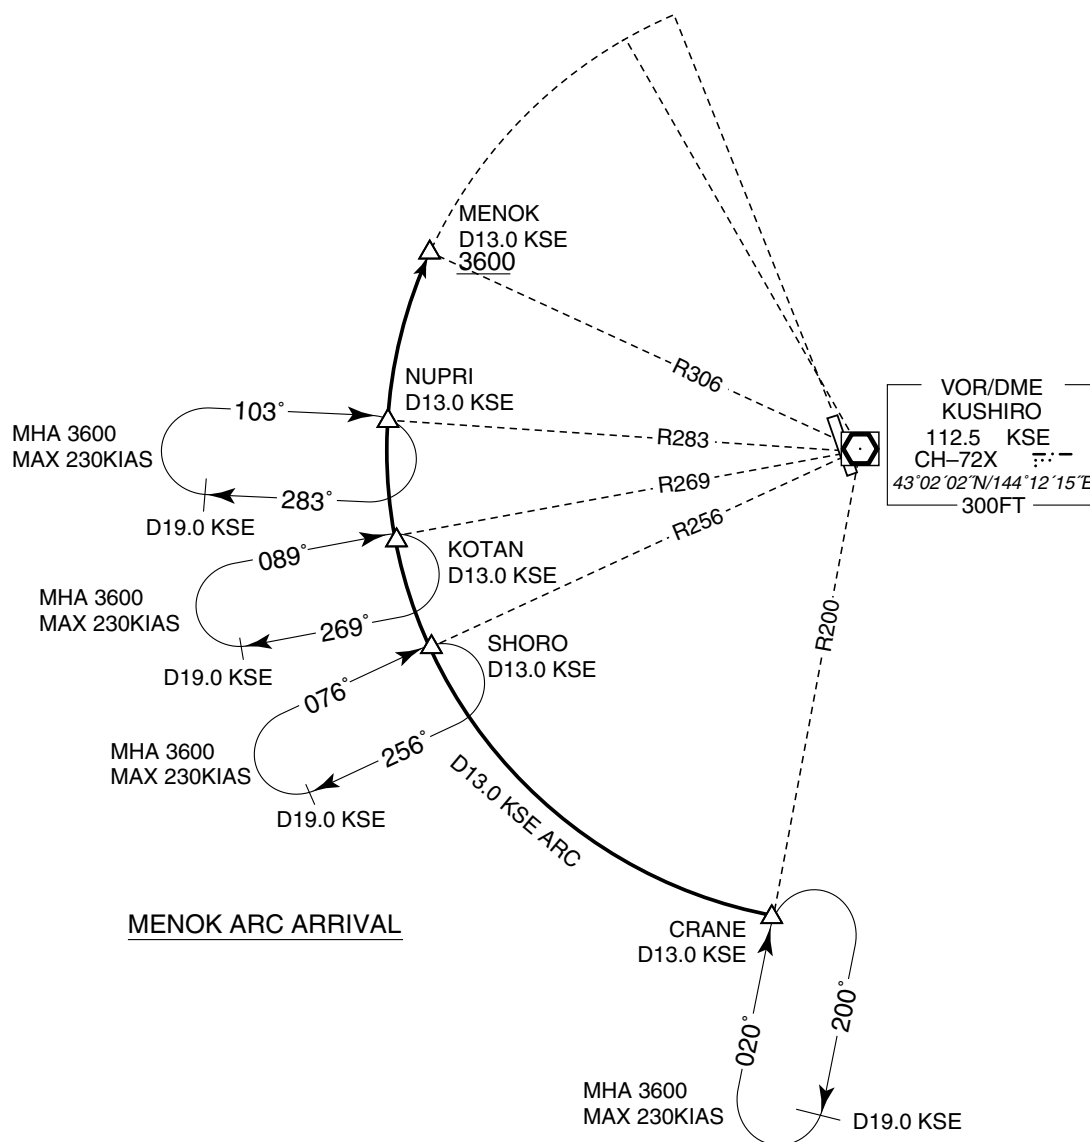 MENOK
D13.0 KSE
3600
R306
NUPRI
D13.0 KSE
103°
MHA 3600
MAX 230KIAS
283°
D19.0 KSE
R283
VOR/DME
KUSHIRO
112.5 KSE
CH–72X
43°02´02˝N/144°12´15˝E
300FT
R269
R256
089°
KOTAN
D13.0 KSE
MHA 3600
MAX 230KIAS
269°
D19.0 KSE
SHORO
D13.0 KSE
076°
MHA 3600
MAX 230KIAS
256°
D19.0 KSE
R200
D13.0 KSE ARC
MENOK ARC ARRIVAL
CRANE
D13.0 KSE
020°
200°
MHA 3600
MAX 230KIAS
D19.0 KSE